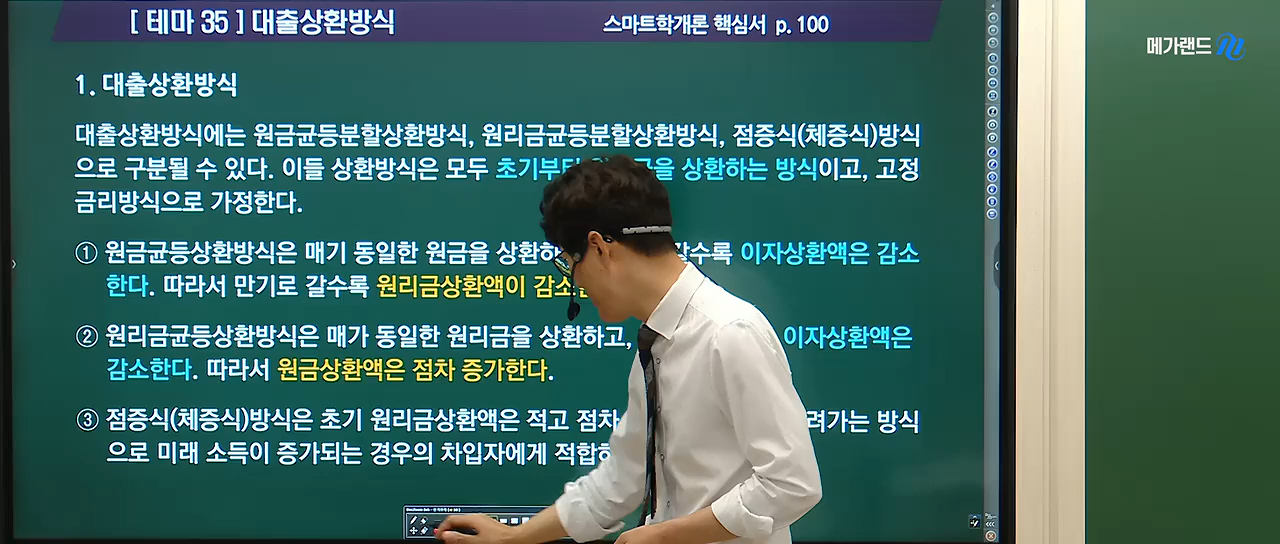 [ 테마 35 ] 대출상환방식
스마트학개론 핵심서 p. 100
메가랜드
1. 대출상환방식
대출상환방식에는 원금균등분할상환방식, 원리금균등분할상환방식, 점증식(체증식)방식
으로 구분될 수 있다. 이들 상환방식은 모두 초기부터 상환하는 방식이고, 고정
금리방식으로 가정한다.
① 원금균등상환방식은 매기 동일한 원금을 상환하 갈수록 이자상환액은 감소
한다. 따라서 만기로 갈수록 원리금상환액이 감소
② 원리금균등상환방식은 매가 동일한 원리금을 상환하고, 이자상환액은
감소한다. 따라서 원금상환액은 점차 증가한다.
③ 점증식(체증식)방식은 초기 원리금상환액은 적고 점차 려가는 방식
으로 미래 소득이 증가되는 경우의 차입자에게 적합